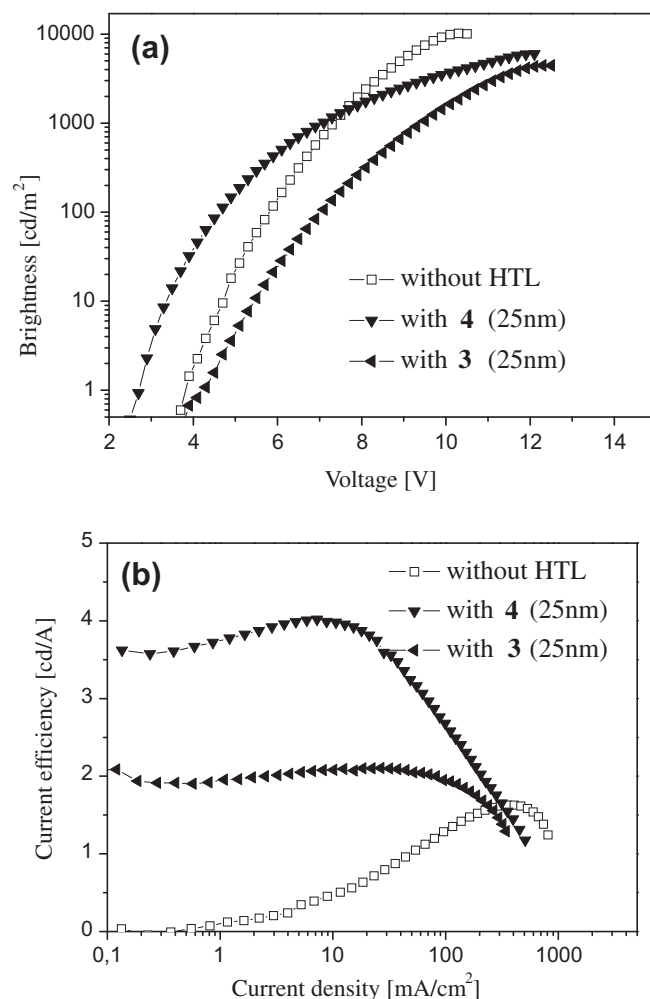 (a)
10000
1000
100
10
1
Brightness [cd/m²]
without HTL
with 4 (25nm)
with 3 (25nm)
2 4 6 8 10 12 14
Voltage [V]
(b)
5
4
3
2
1
0
Current efficiency [cd/A]
without HTL
with 4 (25nm)
with 3 (25nm)
0,1 1 10 100 1000
Current density [mA/cm²]